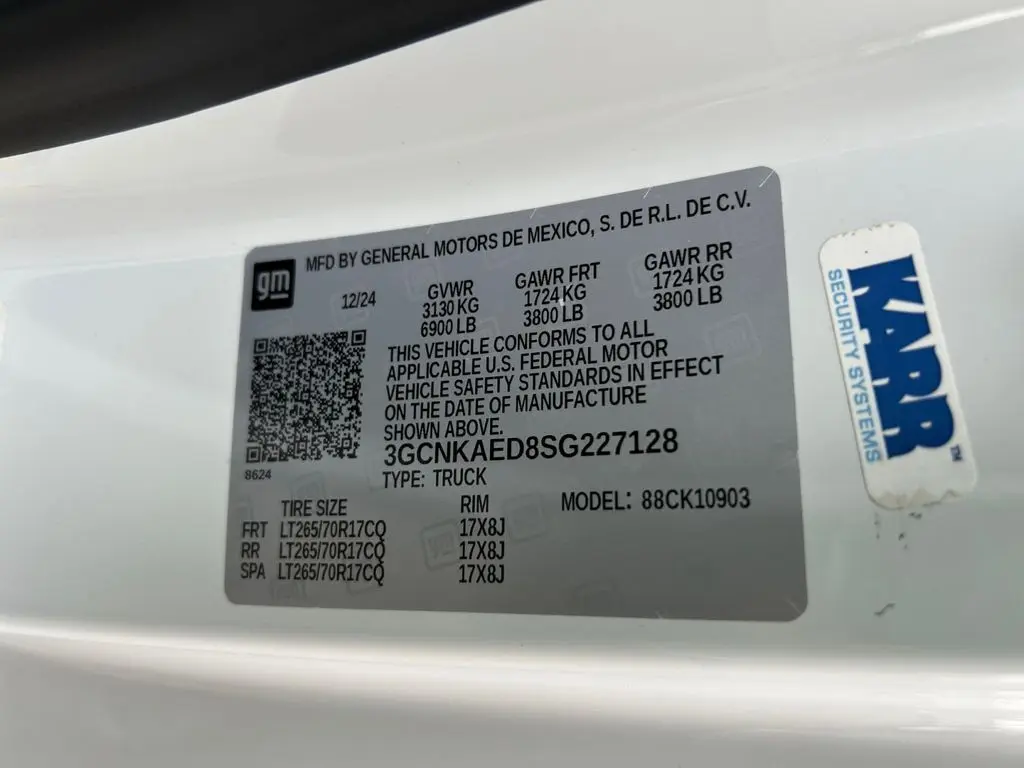 gm
MFD BY GENERAL MOTORS DE MEXICO, S. DE R.L. DE C.V.
12/24
GVWR
3130 KG
6900 LB
GAWR FRT
1724 KG
3800 LB
GAWR RR
1724 KG
3800 LB
THIS VEHICLE CONFORMS TO ALL
APPLICABLE U.S. FEDERAL MOTOR
VEHICLE SAFETY STANDARDS IN EFFECT
ON THE DATE OF MANUFACTURE
SHOWN ABOVE.
8624
3GCNKAED8SG227128
TYPE: TRUCK
TIRE SIZE RIM MODEL: 88CK10903
FRT LT265/70R17CQ 17X8J
RR LT265/70R17CQ 17X8J
SPA LT265/70R17CQ 17X8J
KARR™
SECURITY SYSTEMS